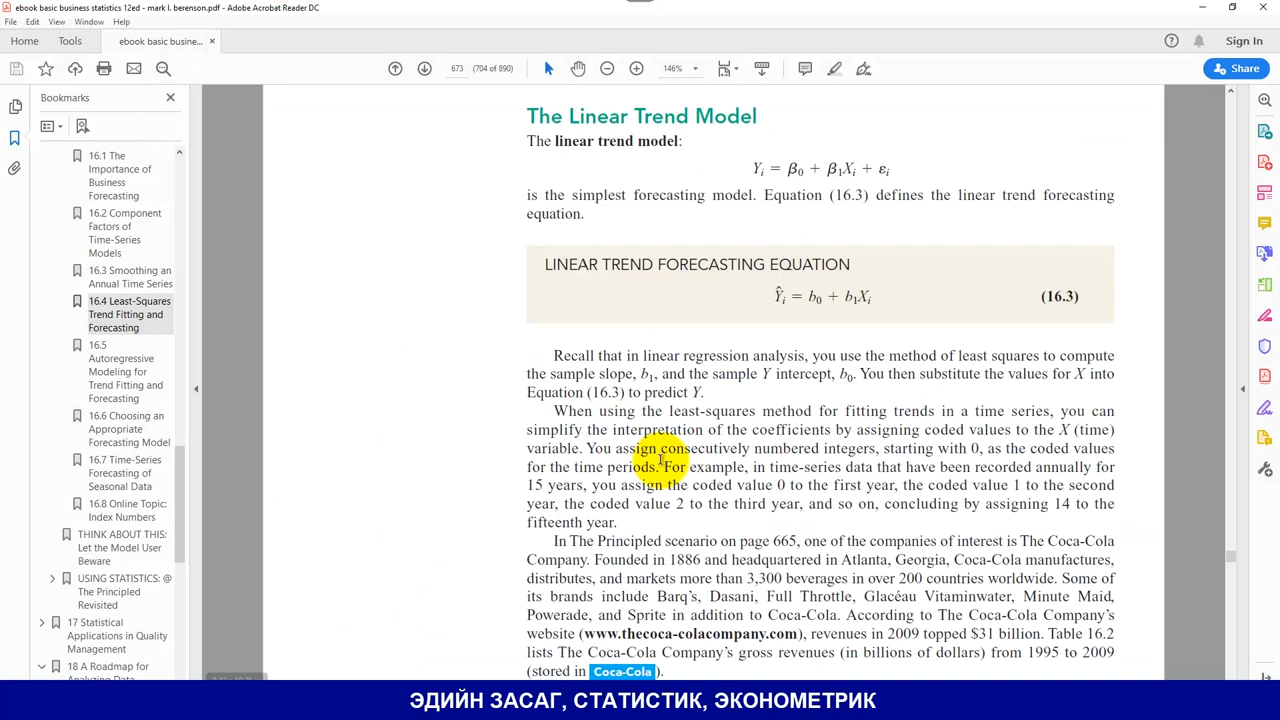 ebook basic business statistics 12ed - mark l. berenson.pdf - Adobe Acrobat Reader DC
File Edit View Window Help
Home Tools ebook basic busine... ×
Sign In
673 (704 of 890) 146%
Share
Bookmarks
16.1 The
Importance of
Business
Forecasting
16.2 Component
Factors of
Time-Series
Models
16.3 Smoothing an
Annual Time Series
16.4 Least-Squares
Trend Fitting and
Forecasting
16.5
Autoregressive
Modeling for
Trend Fitting and
Forecasting
16.6 Choosing an
Appropriate
Forecasting Model
16.7 Time-Series
Forecasting of
Seasonal Data
16.8 Online Topic:
Index Numbers
THINK ABOUT THIS:
Let the Model User
Beware
USING STATISTICS: @
The Principled
Revisited
17 Statistical
Applications in Quality
Management
18 A Roadmap for
Analyzing Data
The Linear Trend Model
The linear trend model:
Yi = β0 + β1Xi + εi
is the simplest forecasting model. Equation (16.3) defines the linear trend forecasting
equation.
LINEAR TREND FORECASTING EQUATION
Ŷi = b0 + b1Xi (16.3)
Recall that in linear regression analysis, you use the method of least squares to compute
the sample slope, b1, and the sample Y intercept, b0. You then substitute the values for X into
Equation (16.3) to predict Y.
When using the least-squares method for fitting trends in a time series, you can
simplify the interpretation of the coefficients by assigning coded values to the X (time)
variable. You assign consecutively numbered integers, starting with 0, as the coded values
for the time periods. For example, in time-series data that have been recorded annually for
15 years, you assign the coded value 0 to the first year, the coded value 1 to the second
year, the coded value 2 to the third year, and so on, concluding by assigning 14 to the
fifteenth year.
In The Principled scenario on page 665, one of the companies of interest is The Coca-Cola
Company. Founded in 1886 and headquartered in Atlanta, Georgia, Coca-Cola manufactures,
distributes, and markets more than 3,300 beverages in over 200 countries worldwide. Some of
its brands include Barq's, Dasani, Full Throttle, Glacéau Vitaminwater, Minute Maid,
Powerade, and Sprite in addition to Coca-Cola. According to The Coca-Cola Company's
website (www.thecoca-colacompany.com), revenues in 2009 topped $31 billion. Table 16.2
lists The Coca-Cola Company's gross revenues (in billions of dollars) from 1995 to 2009
(stored in Coca-Cola ).
ЭДИЙН ЗАСАГ, СТАТИСТИК, ЭКОНОМЕТРИК